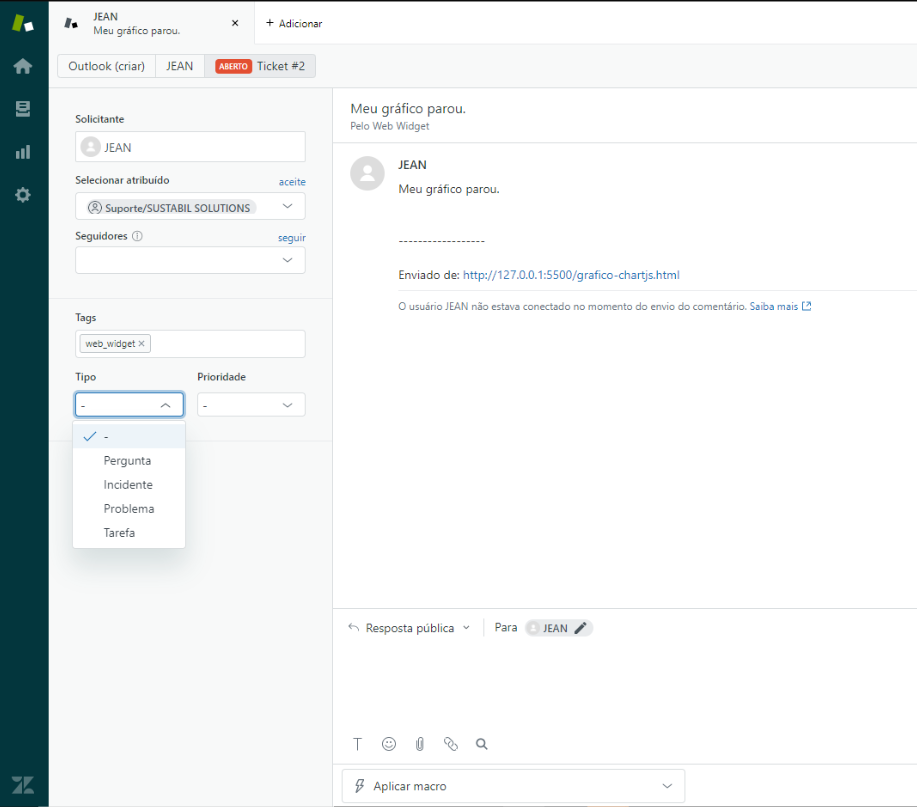 JEAN
Meu gráfico parou.
× + Adicionar
Outlook (criar) JEAN ABERTO Ticket #2
Solicitante
JEAN
Selecionar atribuído aceite
Suporte/SUSTABIL SOLUTIONS
Seguidores seguir
Tags
web_widget ×
Tipo Prioridade
- -
-
Pergunta
Incidente
Problema
Tarefa
Meu gráfico parou.
Pelo Web Widget
JEAN
Meu gráfico parou.
------------------
Enviado de: http://127.0.0.1:5500/grafico-chartjs.html
O usuário JEAN não estava conectado no momento do envio do comentário. Saiba mais
Resposta pública Para JEAN
T
Aplicar macro